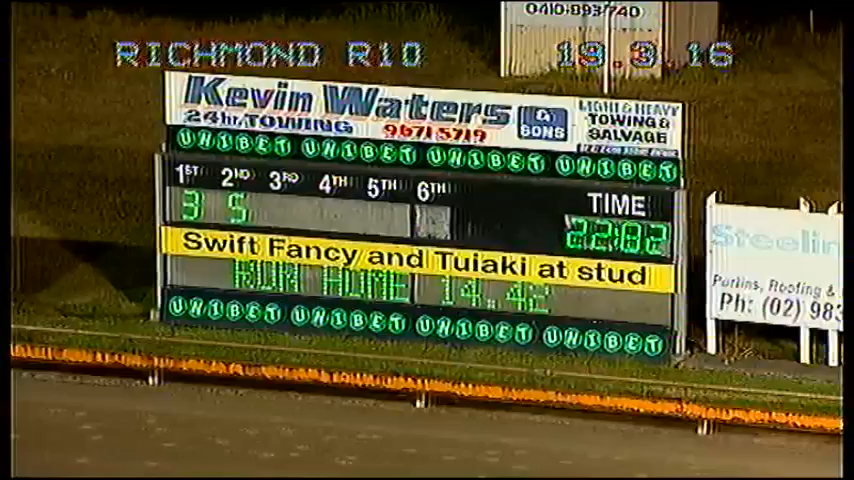 0410-893740
RICHMOND R10 19.3.16
Kevin Waters & SONS
24hr. TOWING 9671 5719
LIGHT & HEAVY
TOWING &
SALVAGE
UNIBET UNIBET UNIBET UNIBET
1ST 2ND 3RD 4TH 5TH 6TH TIME
3 5 22:82
Swift Fancy and Tuiaki at stud
RUN HOME 14.42
UNIBET UNIBET UNIBET UNIBET
Steelin
Purlins, Roofing &
Ph: (02) 983